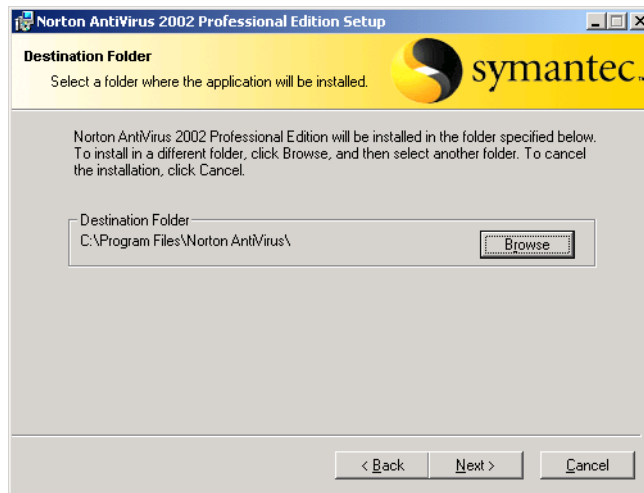 Norton AntiVirus 2002 Professional Edition Setup
Destination Folder
Select a folder where the application will be installed.
symantec.
Norton AntiVirus 2002 Professional Edition will be installed in the folder specified below.
To install in a different folder, click Browse, and then select another folder. To cancel
the installation, click Cancel.
Destination Folder
C:\Program Files\Norton AntiVirus\
Browse
< Back
Next >
Cancel